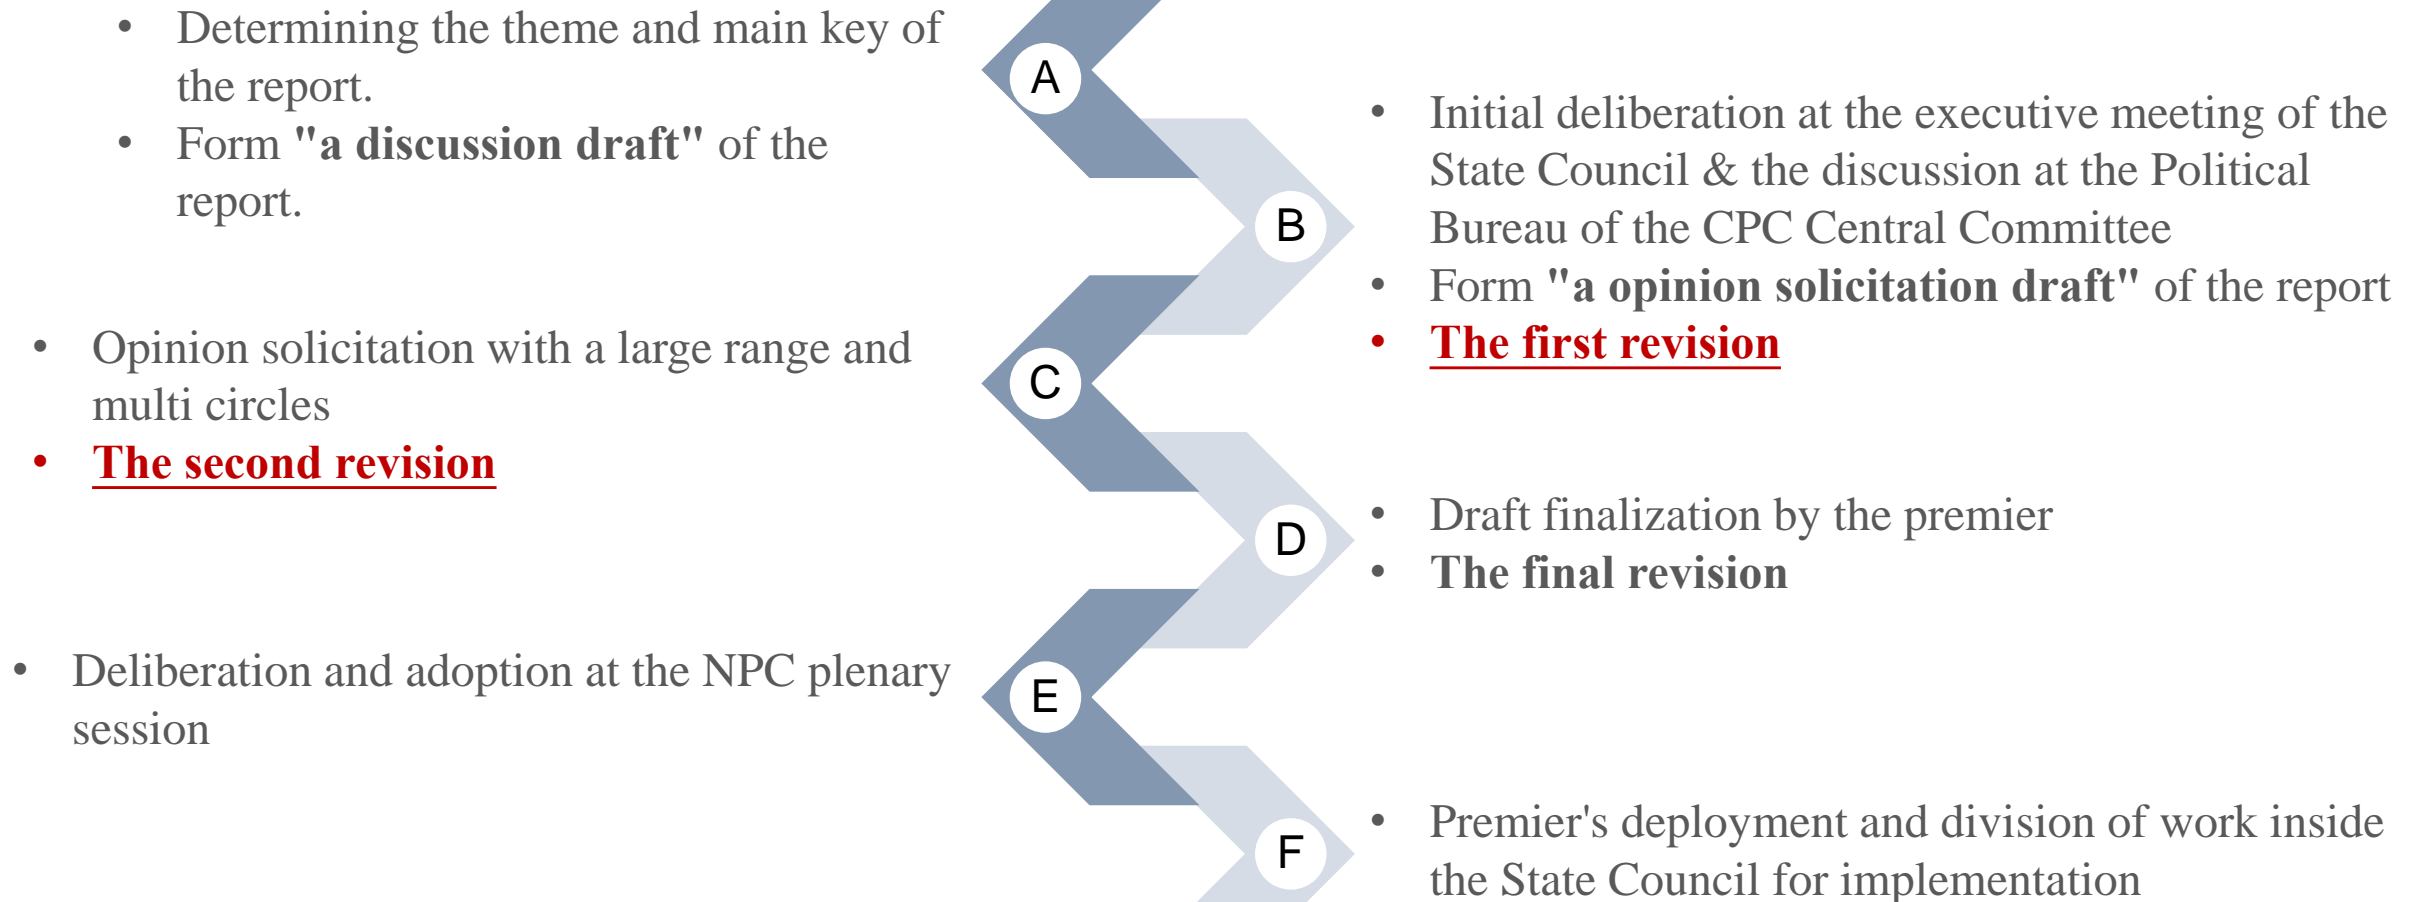 • Determining the theme and main key of
the report.
• Form "a discussion draft" of the
report.
A
B
• Initial deliberation at the executive meeting of the
State Council & the discussion at the Political
Bureau of the CPC Central Committee
• Form "a opinion solicitation draft" of the report
• The first revision
• Opinion solicitation with a large range and
multi circles
• The second revision
C
D
• Draft finalization by the premier
• The final revision
• Deliberation and adoption at the NPC plenary
session
E
F
• Premier's deployment and division of work inside
the State Council for implementation